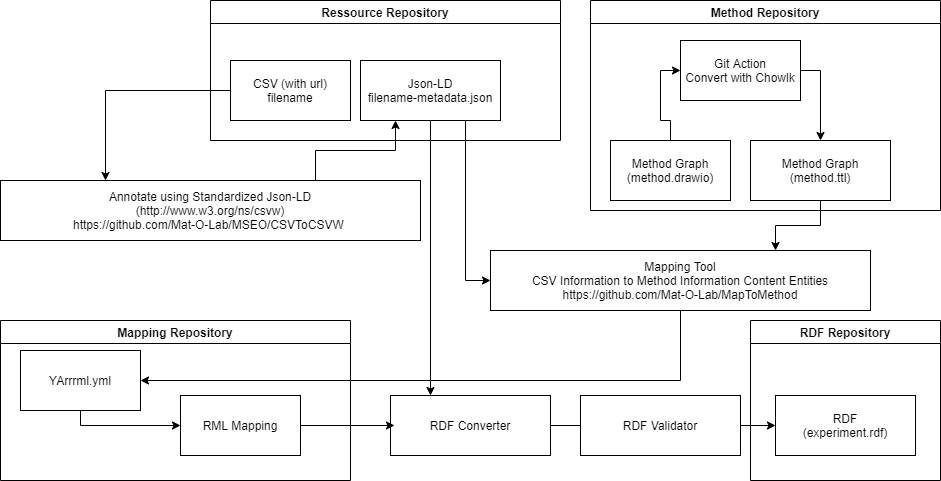 Ressource Repository
Method Repository
CSV (with url)
filename
Json-LD
filename-metadata.json
Git Action
Convert with Chowlk
Method Graph
(method.drawio)
Method Graph
(method.ttl)
Annotate using Standardized Json-LD
(http://www.w3.org/ns/csvw)
https://github.com/Mat-O-Lab/MSEO/CSVToCSVW
Mapping Tool
CSV Information to Method Information Content Entities
https://github.com/Mat-O-Lab/MapToMethod
Mapping Repository
RDF Repository
YArrrml.yml
RML Mapping
RDF Converter
RDF Validator
RDF
(experiment.rdf)